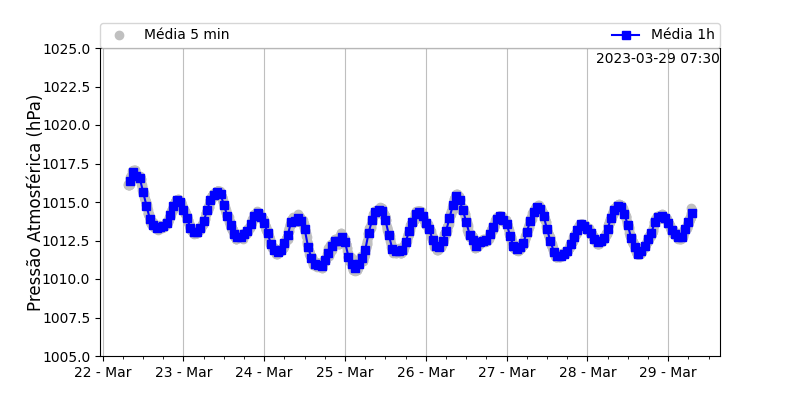 Média 5 min
Média 1h
2023-03-29 07:30
Pressão Atmosférica (hPa)
1025.0
1022.5
1020.0
1017.5
1015.0
1012.5
1010.0
1007.5
1005.0
22 - Mar
23 - Mar
24 - Mar
25 - Mar
26 - Mar
27 - Mar
28 - Mar
29 - Mar